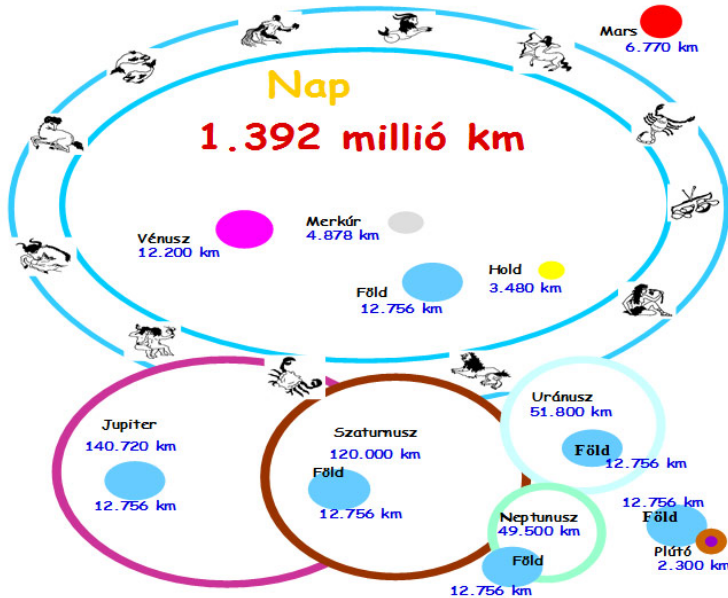 Mars
6.770 km
Nap
1.392 millió km
Merkúr
4.878 km
Vénusz
12.200 km
Hold
3.480 km
Föld
12.756 km
Uránusz
51.800 km
Föld
12.756 km
Jupiter
140.720 km
12.756 km
Szaturnusz
120.000 km
Föld
12.756 km
Neptunusz
49.500 km
Föld
12.756 km
12.756 km
Föld
Plútó
2.300 km